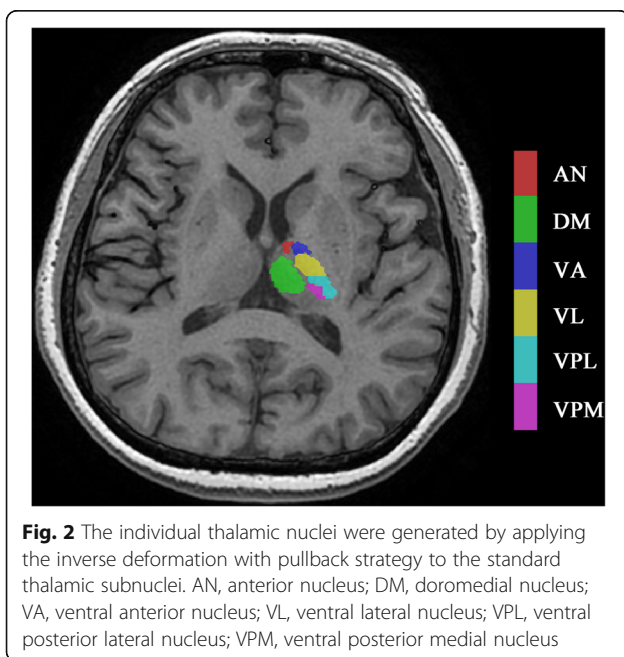 AN
DM
VA
VL
VPL
VPM
Fig. 2 The individual thalamic nuclei were generated by applying
the inverse deformation with pullback strategy to the standard
thalamic subnuclei. AN, anterior nucleus; DM, doromedial nucleus;
VA, ventral anterior nucleus; VL, ventral lateral nucleus; VPL, ventral
posterior lateral nucleus; VPM, ventral posterior medial nucleus